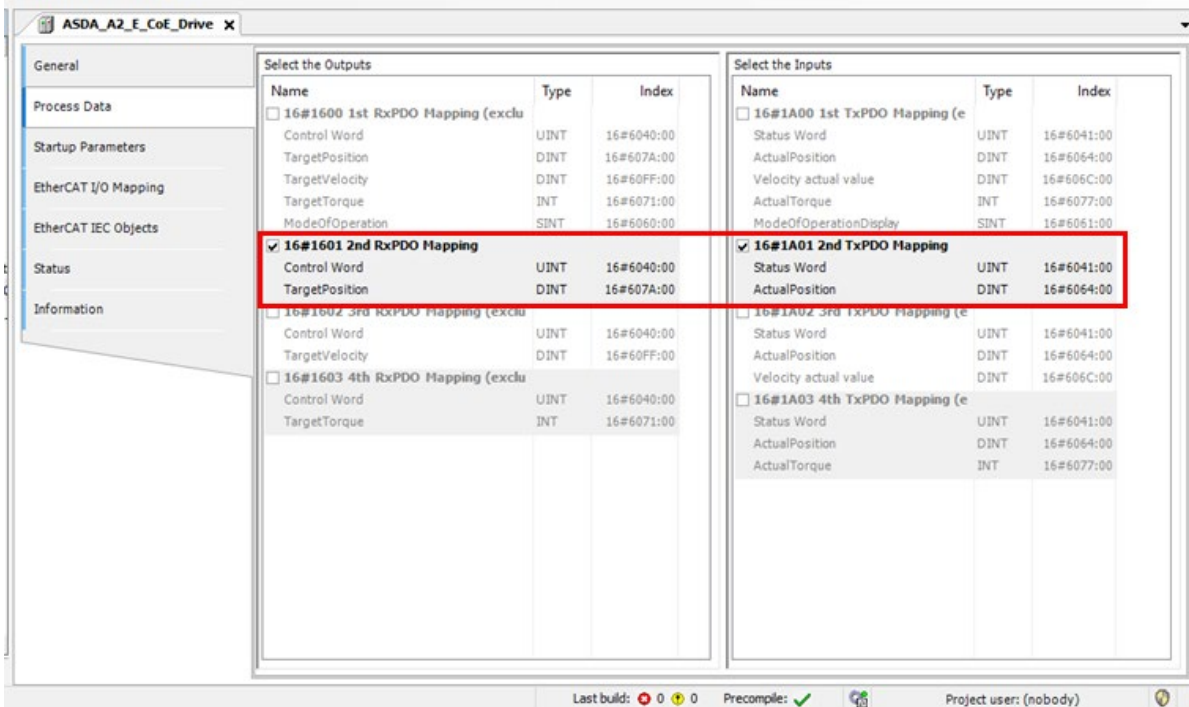 ASDA_A2_E_CoE_Drive X
General
Process Data
Startup Parameters
EtherCAT I/O Mapping
EtherCAT IEC Objects
Status
Information
Select the Outputs
Name Type Index
16#1600 1st RxPDO Mapping (exclu
Control Word UINT 16#6040:00
TargetPosition DINT 16#607A:00
TargetVelocity DINT 16#60FF:00
TargetTorque INT 16#6071:00
ModeOfOperation SINT 16#6060:00
16#1601 2nd RxPDO Mapping
Control Word UINT 16#6040:00
TargetPosition DINT 16#607A:00
16#1602 3rd RxPDO Mapping (exclu
Control Word UINT 16#6040:00
TargetVelocity DINT 16#60FF:00
16#1603 4th RxPDO Mapping (exclu
Control Word UINT 16#6040:00
TargetTorque INT 16#6071:00
Select the Inputs
Name Type Index
16#1A00 1st TxPDO Mapping (e
Status Word UINT 16#6041:00
ActualPosition DINT 16#6064:00
Velocity actual value DINT 16#606C:00
ActualTorque INT 16#6077:00
ModeOfOperationDisplay SINT 16#6061:00
16#1A01 2nd TxPDO Mapping
Status Word UINT 16#6041:00
ActualPosition DINT 16#6064:00
16#1A02 3rd TxPDO Mapping (e
Status Word UINT 16#6041:00
ActualPosition DINT 16#6064:00
Velocity actual value DINT 16#606C:00
16#1A03 4th TxPDO Mapping (e
Status Word UINT 16#6041:00
ActualPosition DINT 16#6064:00
ActualTorque INT 16#6077:00
Last build: 0 0 Precompile: Project user: (nobody)